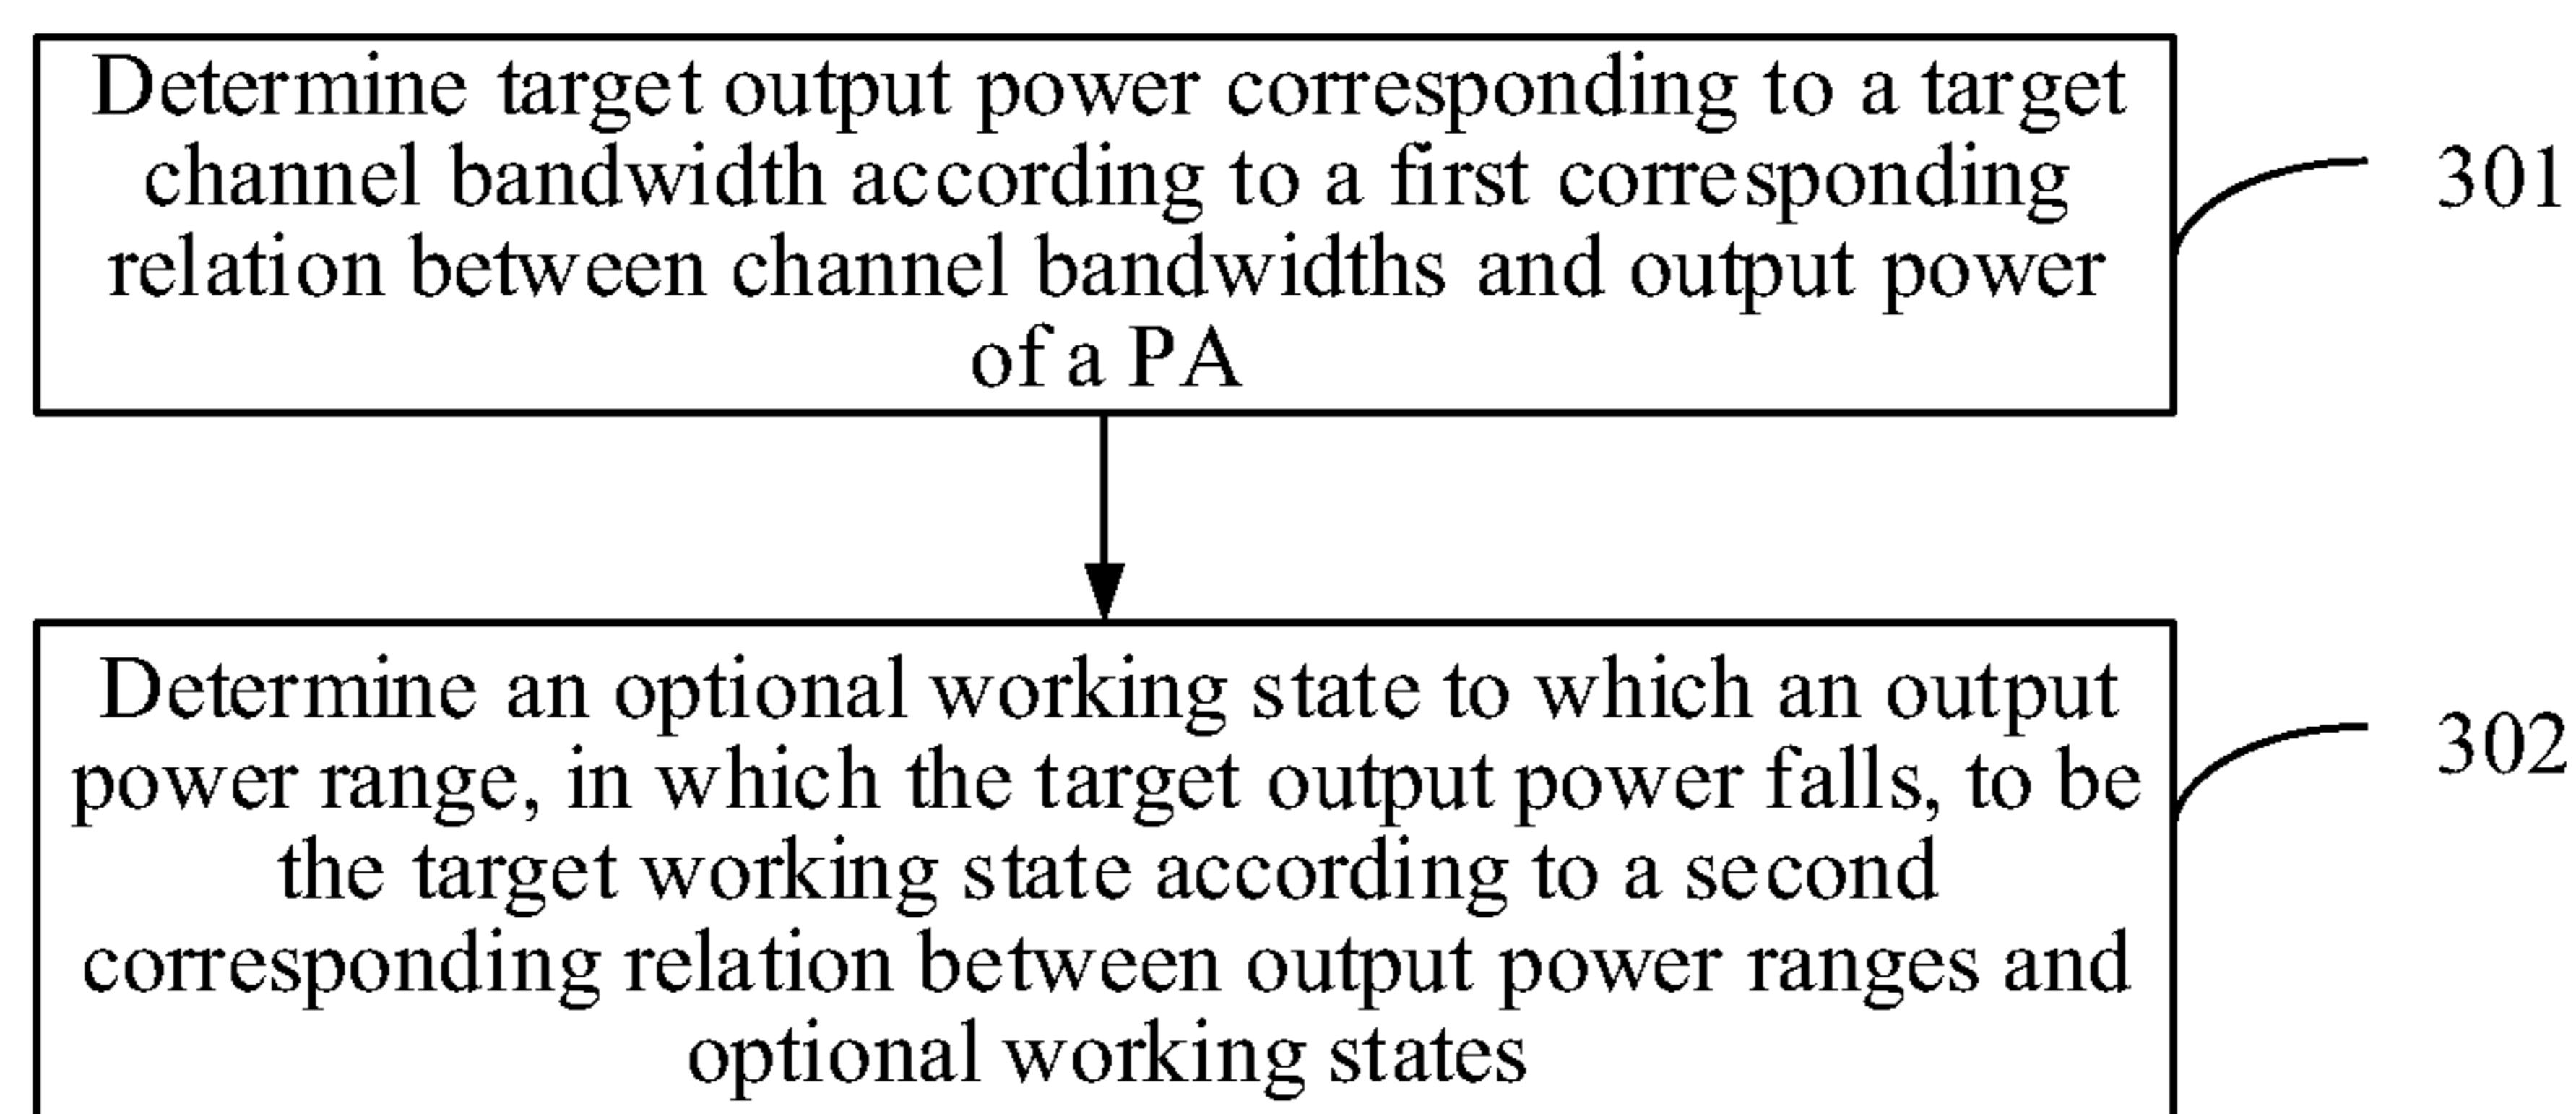 Determine target output power corresponding to a target
channel bandwidth according to a first corresponding
relation between channel bandwidths and output power
of a PA
301
Determine an optional working state to which an output
power range, in which the target output power falls, to be
the target working state according to a second
corresponding relation between output power ranges and
optional working states
302